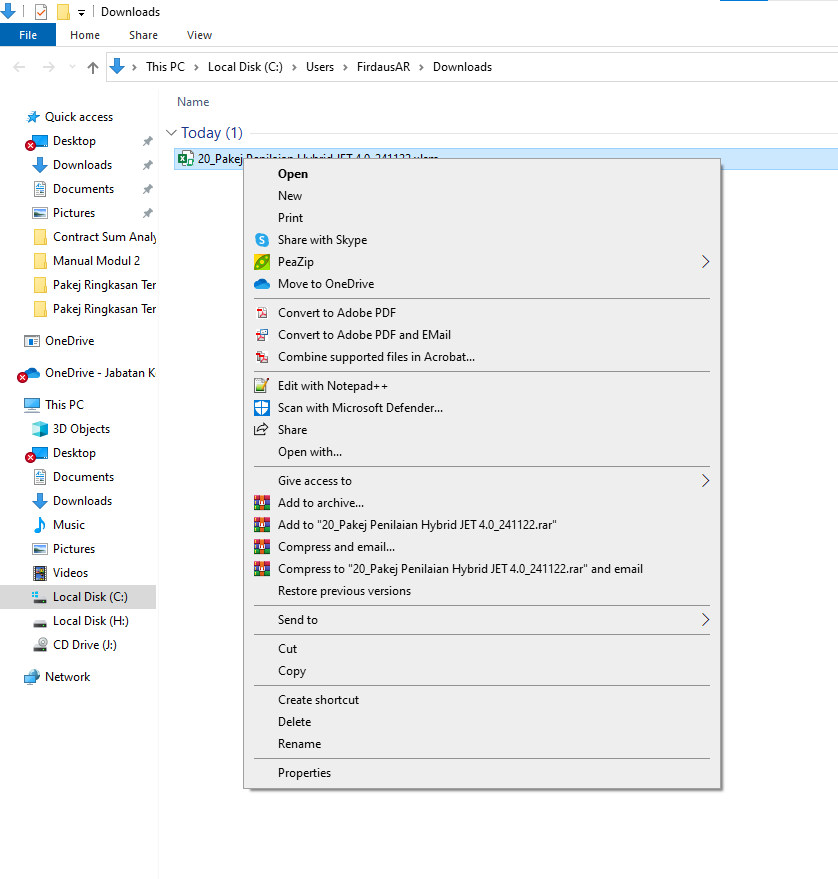 Downloads
File Home Share View
This PC > Local Disk (C:) > Users > FirdausAR > Downloads
Quick access
Desktop
Downloads
Documents
Pictures
Contract Sum Analy
Manual Modul 2
Pakej Ringkasan Ter
Pakej Ringkasan Ter
OneDrive
OneDrive - Jabatan K
This PC
3D Objects
Desktop
Documents
Downloads
Music
Pictures
Videos
Local Disk (C:)
Local Disk (H:)
CD Drive (J:)
Network
Name
Today (1)
20_Pakej Penilaian Hybrid JET 4.0_241122.xlsm
Open
New
Print
Share with Skype
PeaZip
Move to OneDrive
Convert to Adobe PDF
Convert to Adobe PDF and EMail
Combine supported files in Acrobat...
Edit with Notepad++
Scan with Microsoft Defender...
Share
Open with...
Give access to
Add to archive...
Add to "20_Pakej Penilaian Hybrid JET 4.0_241122.rar"
Compress and email...
Compress to "20_Pakej Penilaian Hybrid JET 4.0_241122.rar" and email
Restore previous versions
Send to
Cut
Copy
Create shortcut
Delete
Rename
Properties